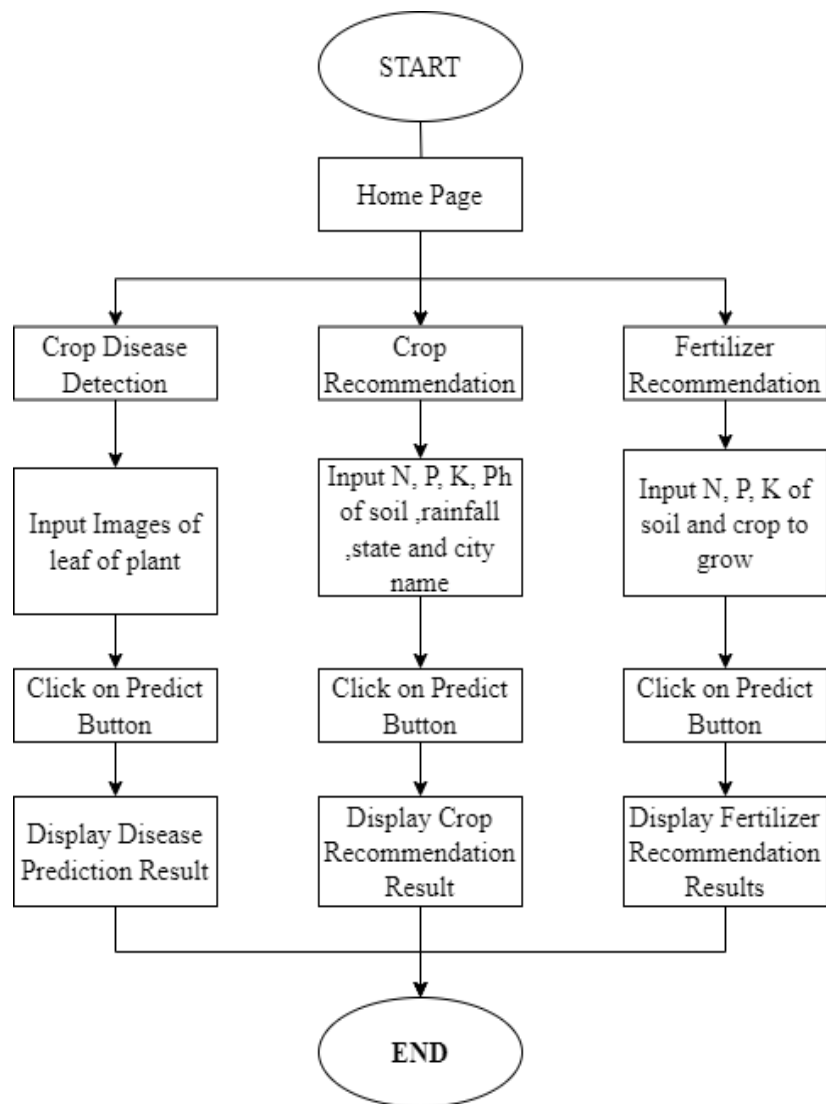 START
Home Page
Crop Disease
Detection
Crop
Recommendation
Fertilizer
Recommendation
Input Images of
leaf of plant
Input N, P, K, Ph
of soil ,rainfall
,state and city
name
Input N, P, K of
soil and crop to
grow
Click on Predict
Button
Click on Predict
Button
Click on Predict
Button
Display Disease
Prediction Result
Display Crop
Recommendation
Result
Display Fertilizer
Recommendation
Results
END